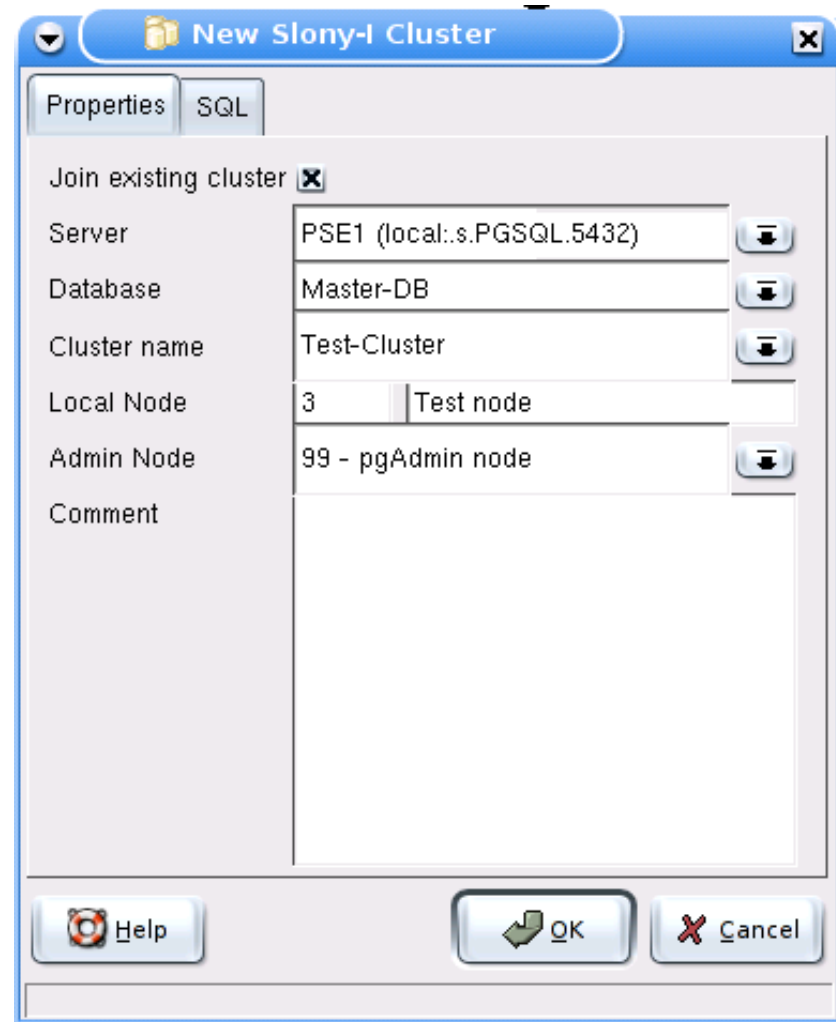 New Slony-I Cluster
Properties SQL
Join existing cluster
Server PSE1 (local:.s.PGSQL.5432)
Database Master-DB
Cluster name Test-Cluster
Local Node 3 Test node
Admin Node 99 - pgAdmin node
Comment
Help OK Cancel